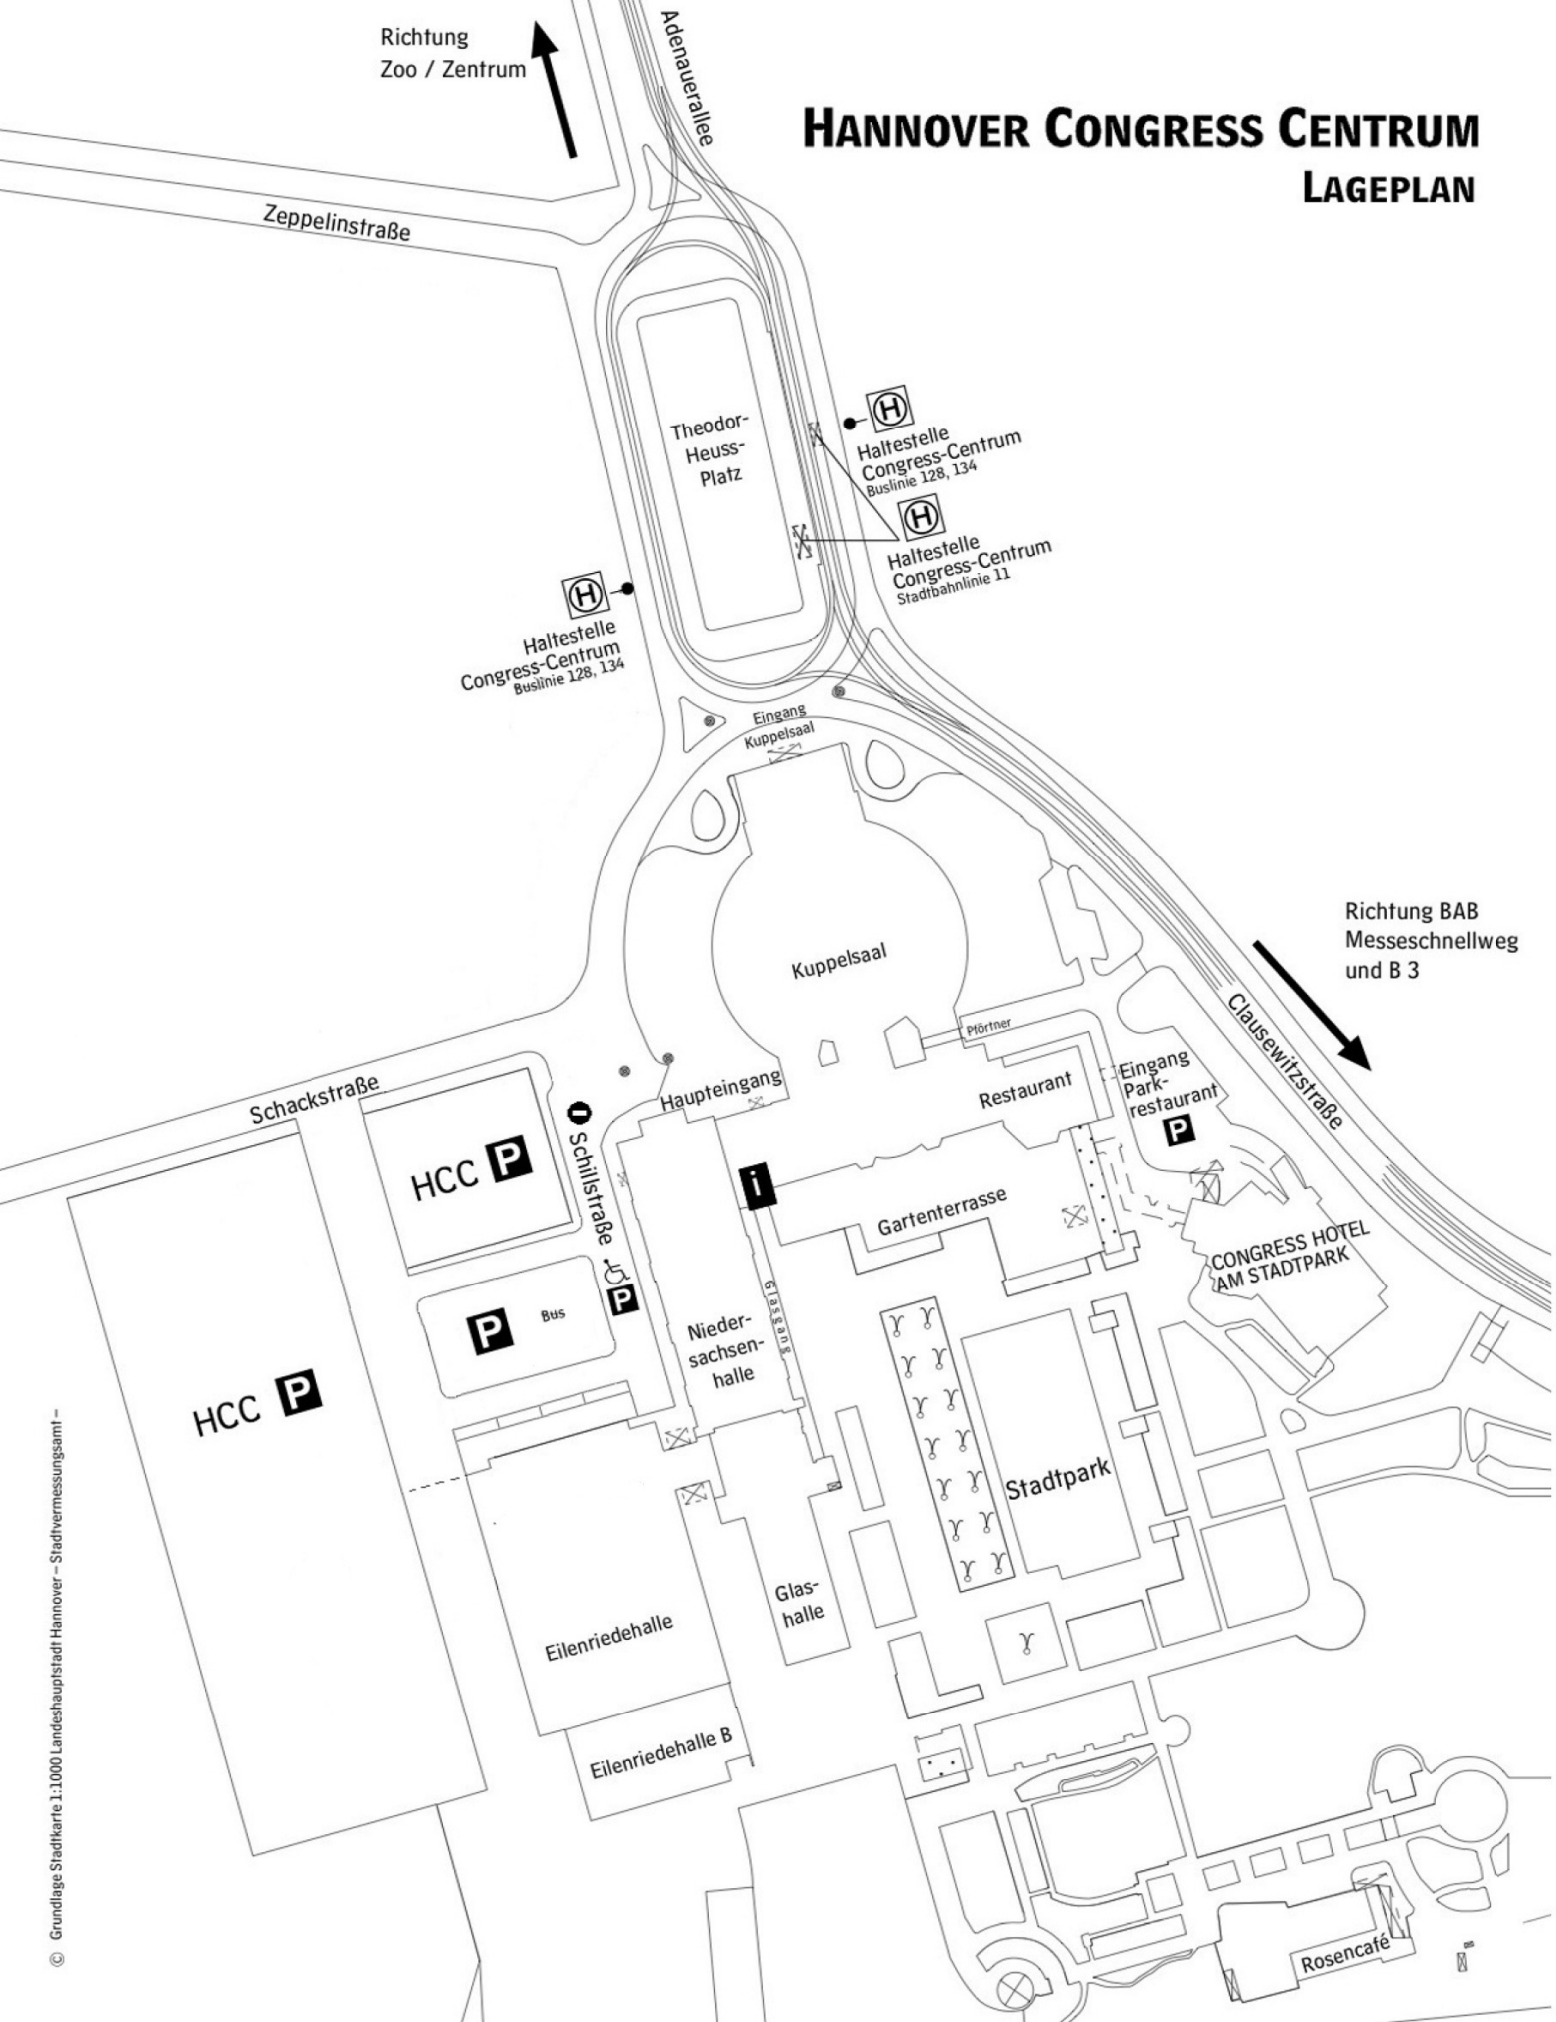 Richtung
Zoo / Zentrum
Adenauerallee
HANNOVER CONGRESS CENTRUM
LAGEPLAN
Zeppelinstraße
Theodor-
Heuss-
Platz
H
Haltestelle
Congress-Centrum
Buslinie 128, 134
H
Haltestelle
Congress-Centrum
Stadtbahnlinie 11
H
Haltestelle
Congress-Centrum
Buslinie 128, 134
Eingang
Kuppelsaal
Kuppelsaal
Richtung BAB
Messeschnellweg
und B 3
Clausewitzstraße
Pförtner
Eingang
Park-
restaurant
P
Restaurant
Haupteingang
Schackstraße
HCC P
Schillstraße
i
Gartenterrasse
CONGRESS HOTEL
AM STADTPARK
P
P Bus
Glasgang
Nieder-
sachsen-
halle
HCC P
Stadtpark
Glas-
halle
Eilenriedehalle
Eilenriedehalle B
Rosencafé
© Grundlage Stadtkarte 1:1000 Landeshauptstadt Hannover – Stadtvermessungsamt –